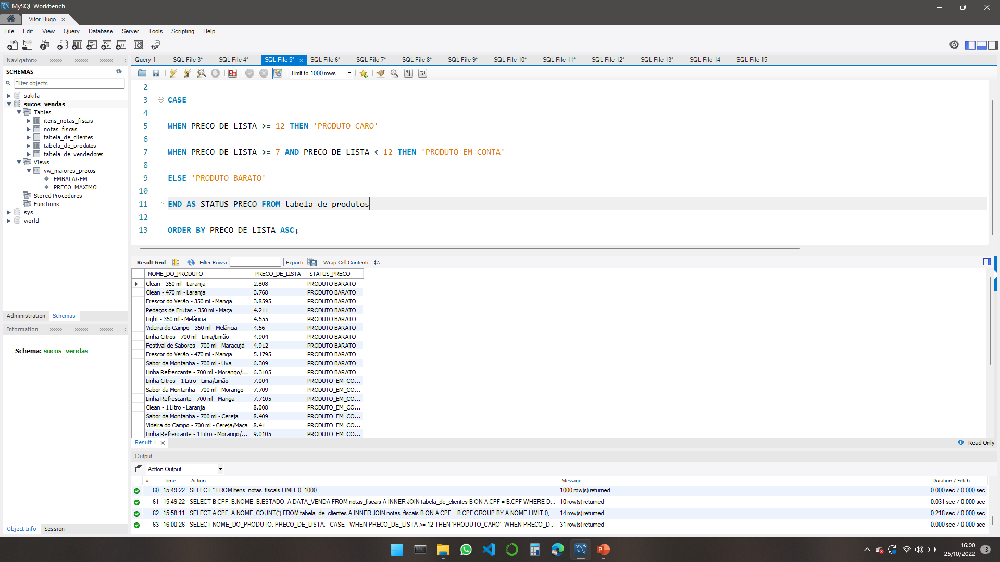 MySQL Workbench
Vitor Hugo
File Edit View Query Database Server Tools Scripting Help
Navigator
SCHEMAS
Filter objects
sakila
sucos_vendas
Tables
itens_notas_fiscais
notas_fiscais
tabela_de_clientes
tabela_de_produtos
tabela_de_vendedores
Views
vw_maiores_precos
EMBALAGEM
PRECO_MAXIMO
Stored Procedures
Functions
sys
world
Administration Schemas
Information
Schema: sucos_vendas
Object Info Session
Query 1 SQL File 3* SQL File 4* SQL File 5* SQL File 6* SQL File 7* SQL File 8* SQL File 9* SQL File 10* SQL File 11* SQL File 12* SQL File 13* SQL File 14 SQL File 15
Limit to 1000 rows
2
3 CASE
4
5 WHEN PRECO_DE_LISTA >= 12 THEN 'PRODUTO_CARO'
6
7 WHEN PRECO_DE_LISTA >= 7 AND PRECO_DE_LISTA < 12 THEN 'PRODUTO_EM_CONTA'
8
9 ELSE 'PRODUTO BARATO'
10
11 END AS STATUS_PRECO FROM tabela_de_produtos
12
13 ORDER BY PRECO_DE_LISTA ASC;
Result Grid Filter Rows: Export: Wrap Cell Content:
NOME_DO_PRODUTO PRECO_DE_LISTA STATUS_PRECO
Clean - 350 ml - Laranja 2.808 PRODUTO BARATO
Clean - 470 ml - Laranja 3.768 PRODUTO BARATO
Frescor do Verão - 350 ml - Manga 3.8595 PRODUTO BARATO
Pedaços de Frutas - 350 ml - Maça 4.211 PRODUTO BARATO
Light - 350 ml - Melância 4.555 PRODUTO BARATO
Videira do Campo - 350 ml - Melância 4.56 PRODUTO BARATO
Linha Citros - 700 ml - Lima/Limão 4.904 PRODUTO BARATO
Festival de Sabores - 700 ml - Maracujá 4.912 PRODUTO BARATO
Frescor do Verão - 470 ml - Manga 5.1795 PRODUTO BARATO
Sabor da Montanha - 700 ml - Uva 6.309 PRODUTO BARATO
Linha Refrescante - 700 ml - Morango/... 6.3105 PRODUTO BARATO
Linha Citros - 1 Litro - Lima/Limão 7.004 PRODUTO_EM_CO...
Sabor da Montanha - 700 ml - Morango 7.709 PRODUTO_EM_CO...
Linha Refrescante - 700 ml - Manga 7.7105 PRODUTO_EM_CO...
Clean - 1 Litro - Laranja 8.008 PRODUTO_EM_CO...
Sabor da Montanha - 700 ml - Cereja 8.409 PRODUTO_EM_CO...
Videira do Campo - 700 ml - Cereja/Maça 8.41 PRODUTO_EM_CO...
Linha Refrescante - 1 Litro - Morango/... 9.0105 PRODUTO_EM_CO...
Result 1 Read Only
Output
Action Output
# Time Action Message Duration / Fetch
60 15:49:22 SELECT * FROM itens_notas_fiscais LIMIT 0, 1000 1000 row(s) returned 0.000 sec / 0.000 sec
61 15:49:22 SELECT B.CPF, B.NOME, B.ESTADO, A.DATA_VENDA FROM notas_fiscais A INNER JOIN tabela_de_clientes B ON A.CPF = B.CPF WHERE D... 10 row(s) returned 0.031 sec / 0.000 sec
62 15:58:11 SELECT A.CPF, A.NOME, COUNT(*) FROM tabela_de_clientes A INNER JOIN notas_fiscais B ON A.CPF = B.CPF GROUP BY A.NOME LIMIT 0, ... 14 row(s) returned 0.218 sec / 0.000 sec
63 16:00:26 SELECT NOME_DO_PRODUTO, PRECO_DE_LISTA, CASE WHEN PRECO_DE_LISTA >= 12 THEN 'PRODUTO_CARO' WHEN PRECO_D... 31 row(s) returned 0.000 sec / 0.000 sec
16:00
25/10/2022
13